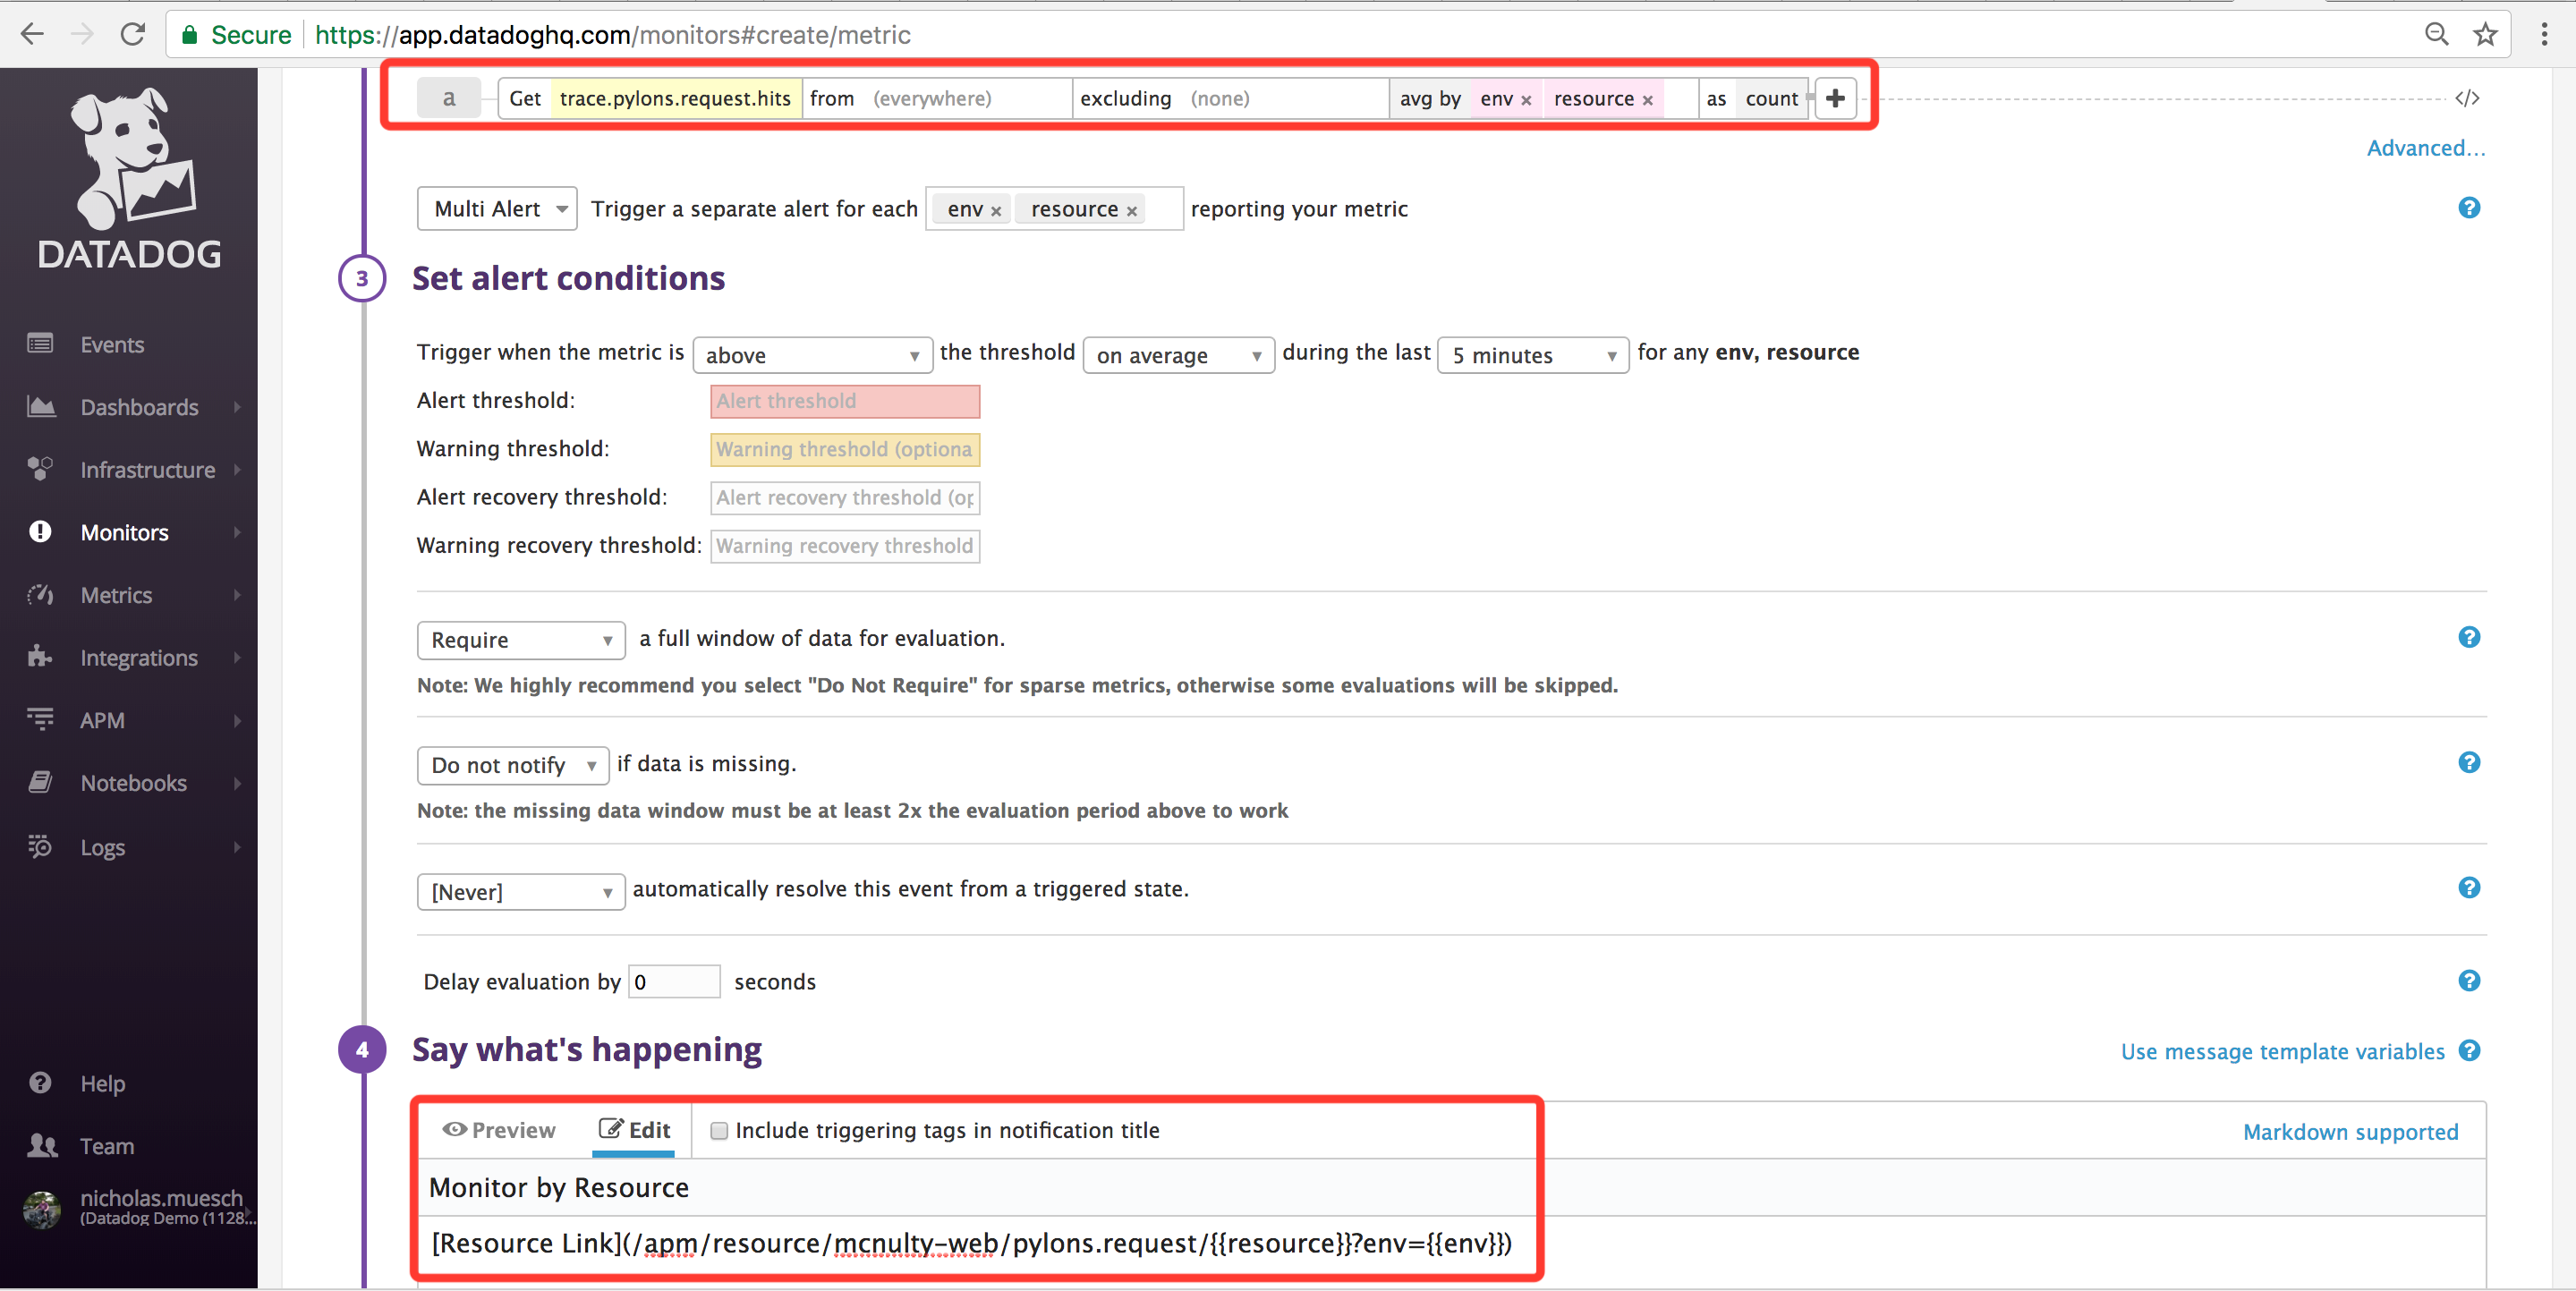 Secure https://app.datadoghq.com/monitors#create/metric
DATADOG
Events
Dashboards
Infrastructure
Monitors
Metrics
Integrations
APM
Notebooks
Logs
Help
Team
nicholas.muesch
(Datadog Demo (1128...
a Get trace.pylons.request.hits from (everywhere) excluding (none) avg by env × resource × as count + </>
Advanced...
Multi Alert Trigger a separate alert for each env × resource × reporting your metric ?
3 Set alert conditions
Trigger when the metric is above the threshold on average during the last 5 minutes for any env, resource
Alert threshold: Alert threshold
Warning threshold: Warning threshold (optiona
Alert recovery threshold: Alert recovery threshold (op
Warning recovery threshold: Warning recovery threshold
Require a full window of data for evaluation. ?
Note: We highly recommend you select "Do Not Require" for sparse metrics, otherwise some evaluations will be skipped.
Do not notify if data is missing. ?
Note: the missing data window must be at least 2x the evaluation period above to work
[Never] automatically resolve this event from a triggered state. ?
Delay evaluation by 0 seconds ?
4 Say what's happening Use message template variables ?
Preview Edit Include triggering tags in notification title Markdown supported
Monitor by Resource
[Resource Link](/apm/resource/mcnulty-web/pylons.request/{{resource}}?env={{env}})